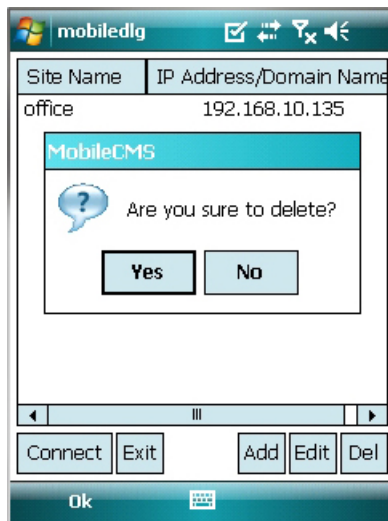 mobiledlg
Site Name IP Address/Domain Name
office 192.168.10.135
MobileCMS
Are you sure to delete?
Yes No
Connect Exit Add Edit Del
Ok